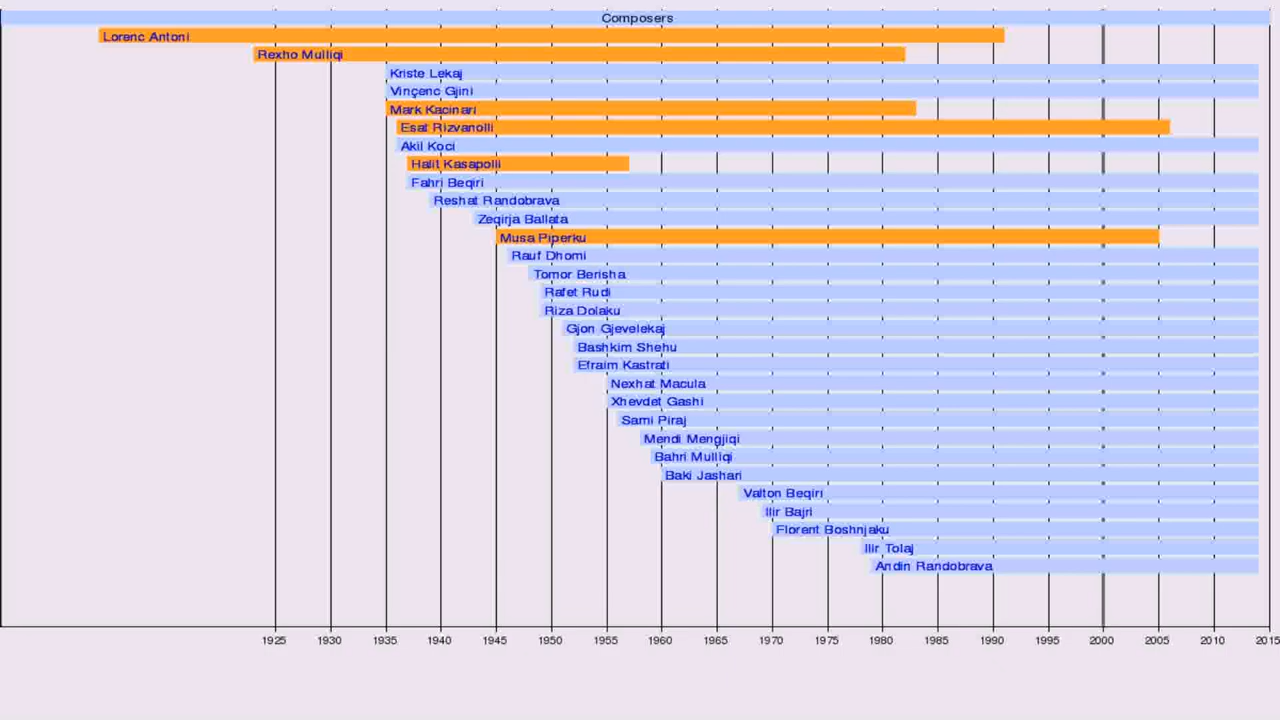 Composers
Lorenc Antoni
Rexho Mulliqi
Kriste Lekaj
Vinçenc Gjini
Mark Kacinari
Esat Rizvanolli
Akil Koci
Halit Kasapolli
Fahri Beqiri
Reshat Randobrava
Zeqirja Ballata
Musa Piperku
Rauf Dhomi
Tomor Berisha
Rafet Rudi
Riza Dolaku
Gjon Gjevelekaj
Bashkim Shehu
Efraim Kastrati
Nexhat Macula
Xhevdet Gashi
Sami Piraj
Mendi Mengjiqi
Bahri Mulliqi
Baki Jashari
Valton Beqiri
Ilir Bajri
Florent Boshnjaku
Ilir Tolaj
Andin Randobrava
1925 1930 1935 1940 1945 1950 1955 1960 1965 1970 1975 1980 1985 1990 1995 2000 2005 2010 2015